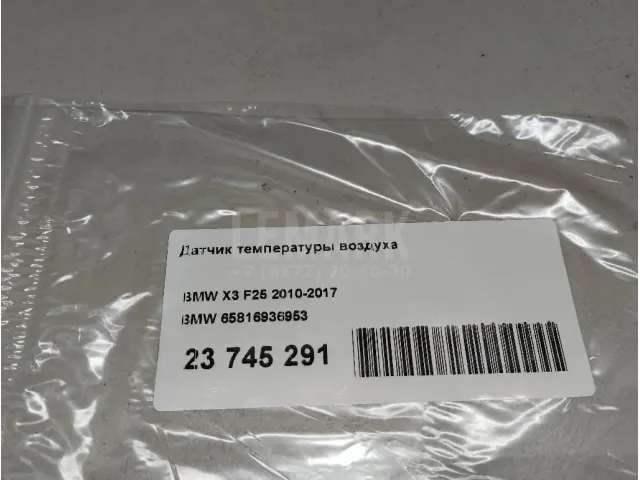 Датчик температуры воздуха
BMW X3 F25 2010-2017
BMW 65816936953
23 745 291